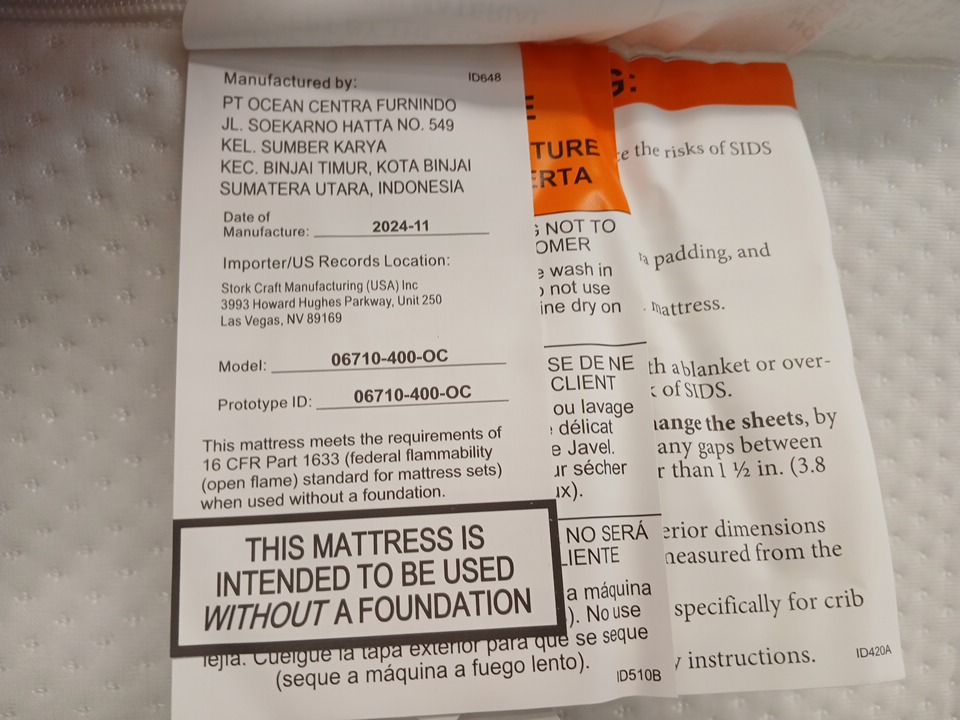 Manufactured by:
ID648
PT OCEAN CENTRA FURNINDO
JL. SOEKARNO HATTA NO. 549
KEL. SUMBER KARYA
KEC. BINJAI TIMUR, KOTA BINJAI
SUMATERA UTARA, INDONESIA
Date of
Manufacture: 2024-11
Importer/US Records Location:
Stork Craft Manufacturing (USA) Inc
3993 Howard Hughes Parkway, Unit 250
Las Vegas, NV 89169
Model: 06710-400-OC
Prototype ID: 06710-400-OC
This mattress meets the requirements of
16 CFR Part 1633 (federal flammability
(open flame) standard for mattress sets)
when used without a foundation.
THIS MATTRESS IS
INTENDED TO BE USED
WITHOUT A FOUNDATION
TURE
ERTA
NOT TO
OMER
wash in
not use
ine dry on
SE DE NE
CLIENT
ou lavage
délicat
Javel.
sécher
ux).
NO SERÁ
LIENTE
a máquina
). No use
lejía. Cuelgue la tapa exterior para que se seque
(seque a máquina a fuego lento).
ID510B
G:
the risks of SIDS
padding, and
mattress.
th a blanket or over-
of SIDS.
ange the sheets, by
any gaps between
r than 1 ½ in. (3.8
erior dimensions
measured from the
specifically for crib
instructions.
ID420A